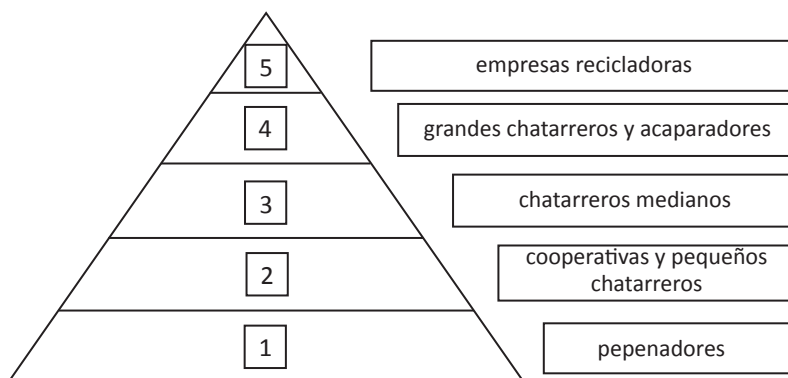 5
empresas recicladoras
4
grandes chatarreros y acaparadores
3
chatarreros medianos
2
cooperativas y pequeños
chatarreros
1
pepenadores